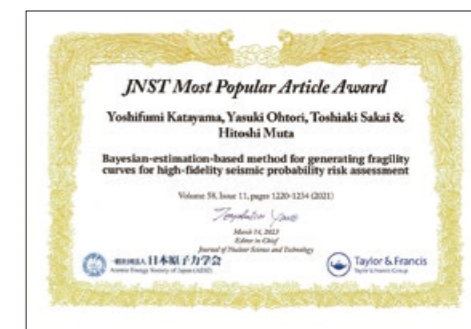 JNST Most Popular Article Award
Yoshifumi Katayama, Yasuki Ohtori, Toshiaki Sakai &
Hitoshi Muta
Bayesian-estimation-based method for generating fragility
curves for high-fidelity seismic probability risk assessment
Volume 58, Issue 11, pages 1220-1234 (2021)
March 14, 2023
Editor in Chief
Journal of Nuclear Science and Technology
一般社団法人 日本原子力学会
Atomic Energy Society of Japan (AESJ)
Taylor & Francis
Taylor & Francis Group